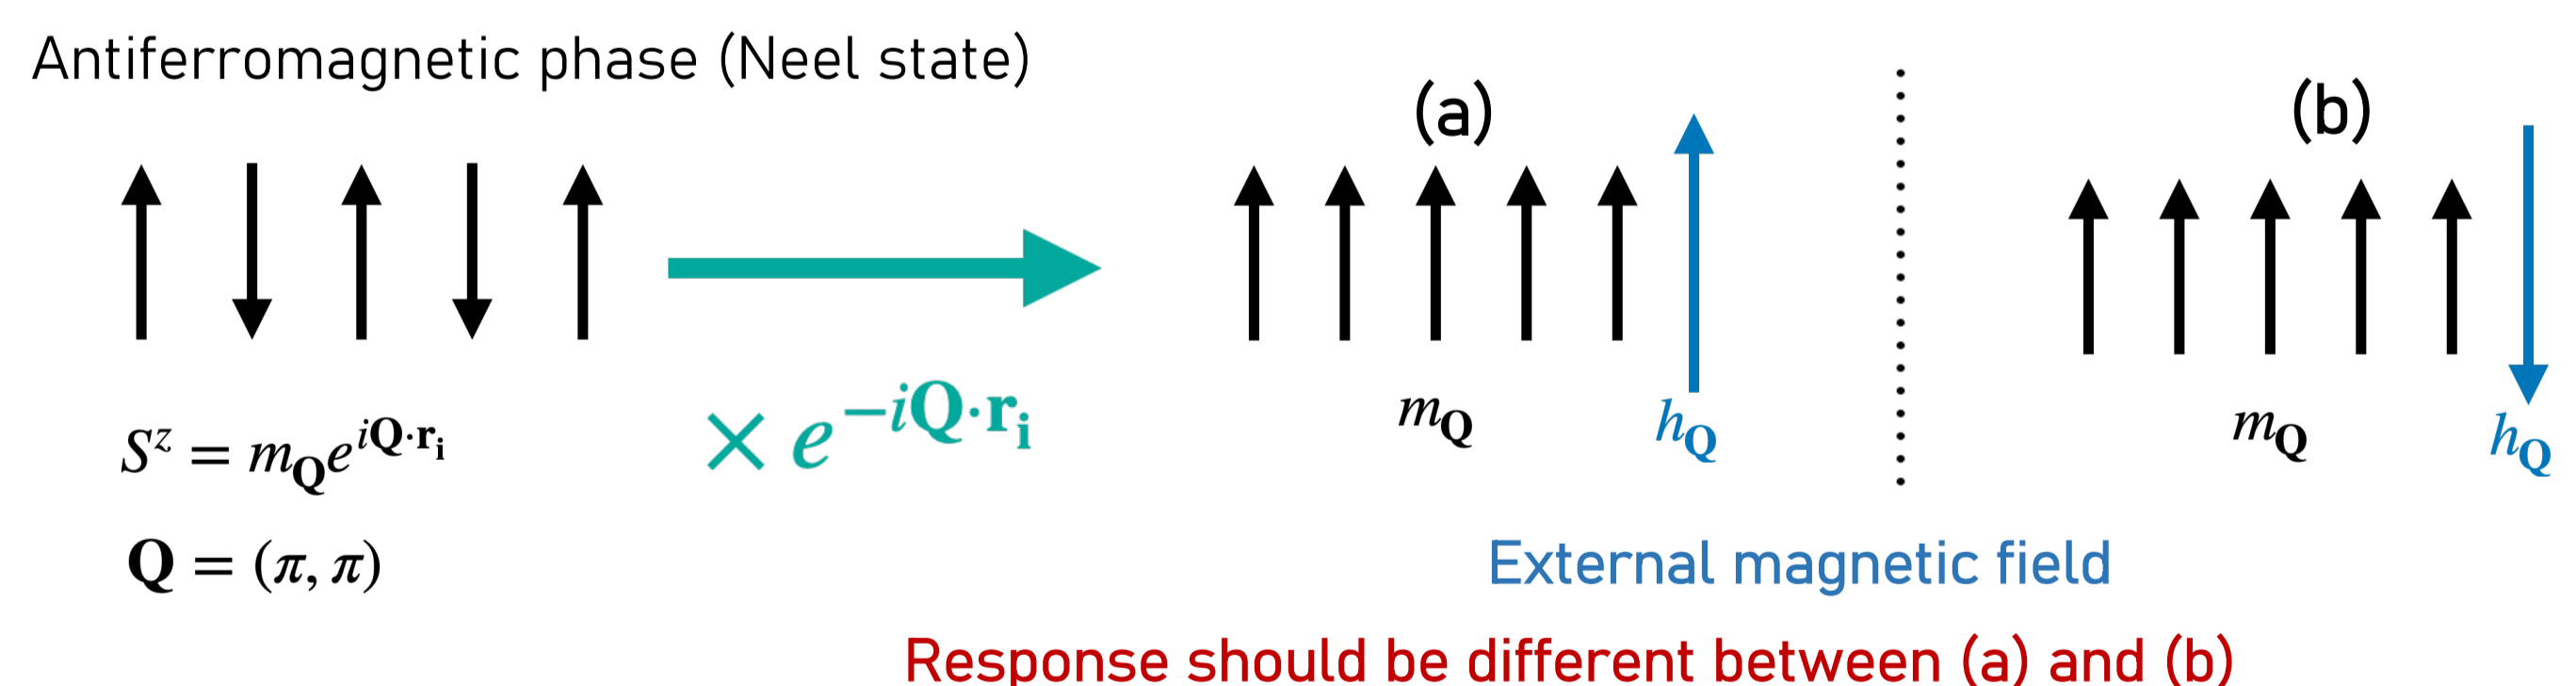 Antiferromagnetic phase (Neel state)
S^z = m_Q e^{iQ·r_i}
Q = (π, π)
× e^{−iQ·r_i}
(a)
m_Q
h_Q
(b)
m_Q
h_Q
External magnetic field
Response should be different between (a) and (b)